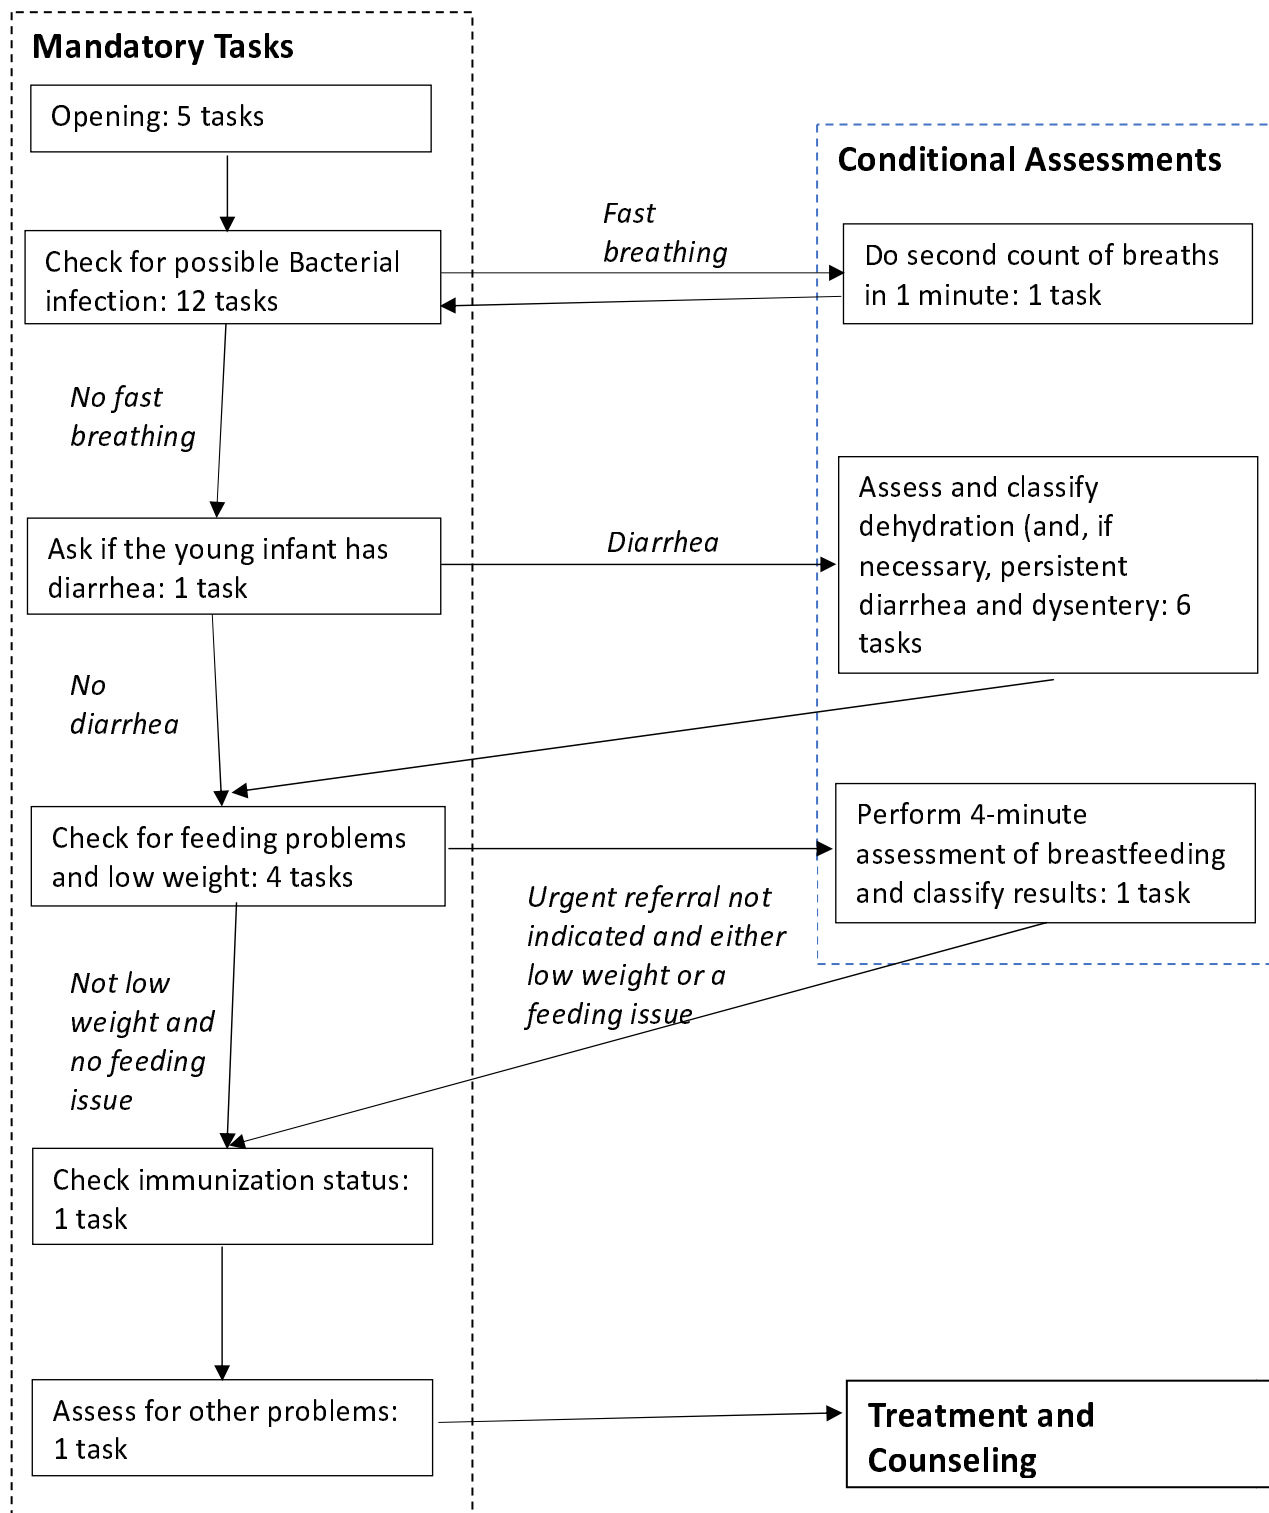 Mandatory Tasks
Opening: 5 tasks
Conditional Assessments
Fast
breathing
Check for possible Bacterial
infection: 12 tasks
Do second count of breaths
in 1 minute: 1 task
No fast
breathing
Ask if the young infant has
diarrhea: 1 task
Diarrhea
Assess and classify
dehydration (and, if
necessary, persistent
diarrhea and dysentery: 6
tasks
No
diarrhea
Check for feeding problems
and low weight: 4 tasks
Perform 4-minute
assessment of breastfeeding
and classify results: 1 task
Urgent referral not
indicated and either
low weight or a
feeding issue
Not low
weight and
no feeding
issue
Check immunization status:
1 task
Assess for other problems:
1 task
Treatment and
Counseling